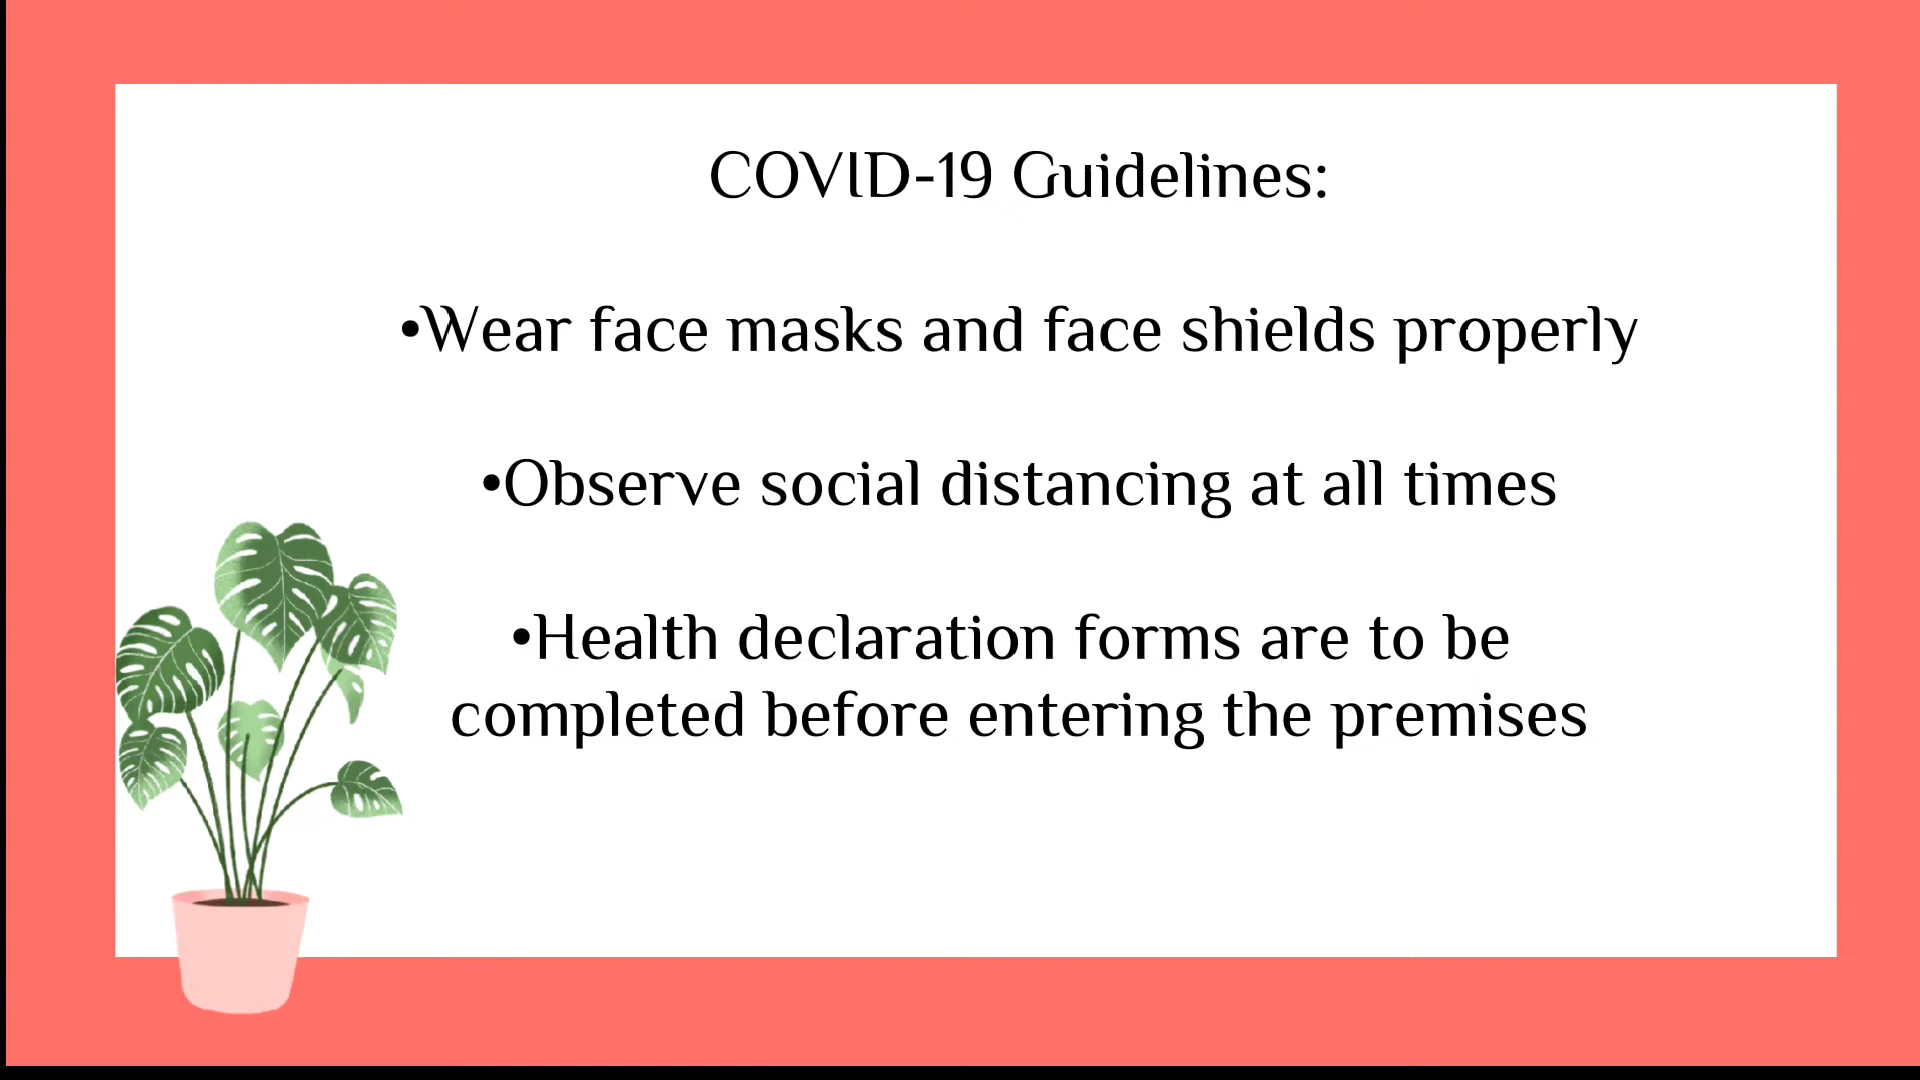 COVID-19 Guidelines:
•Wear face masks and face shields properly
•Observe social distancing at all times
•Health declaration forms are to be
completed before entering the premises